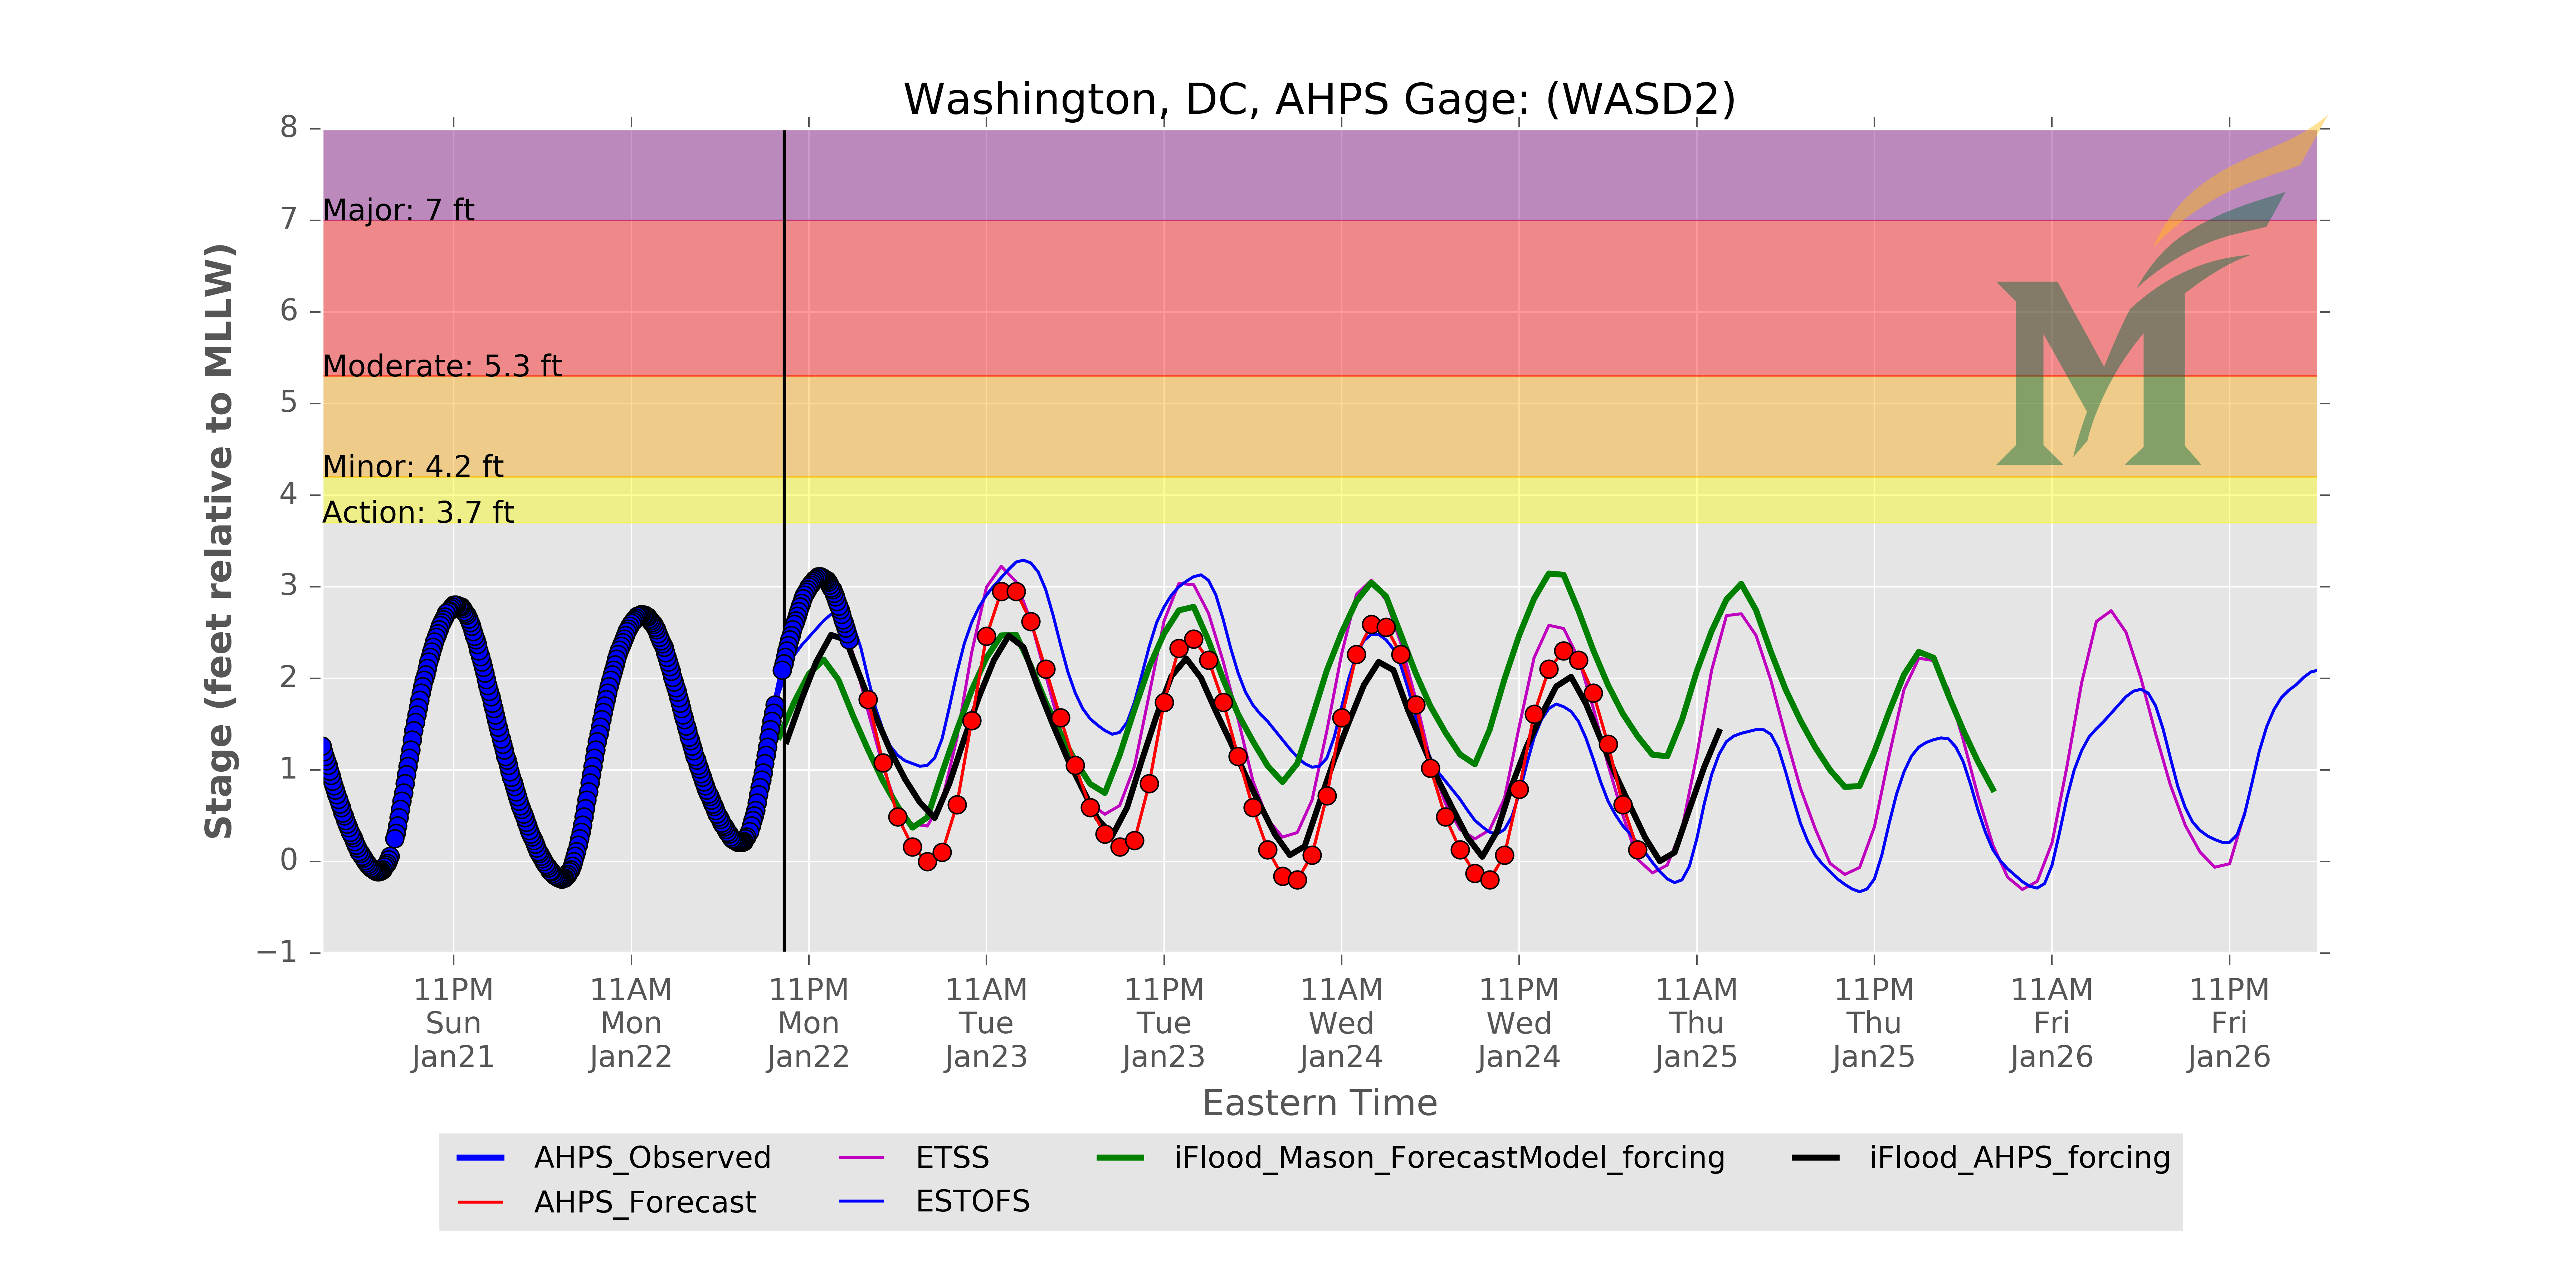 Washington, DC, AHPS Gage: (WASD2)
8
7
6
5
4
3
2
1
0
−1
Stage (feet relative to MLLW)
Major: 7 ft
Moderate: 5.3 ft
Minor: 4.2 ft
Action: 3.7 ft
11PM 11AM 11PM 11AM 11PM 11AM 11PM 11AM 11PM 11AM 11PM
Sun Mon Mon Tue Tue Wed Wed Thu Thu Fri Fri
Jan21 Jan22 Jan22 Jan23 Jan23 Jan24 Jan24 Jan25 Jan25 Jan26 Jan26
Eastern Time
AHPS_Observed ETSS iFlood_Mason_ForecastModel_forcing iFlood_AHPS_forcing
AHPS_Forecast ESTOFS
M